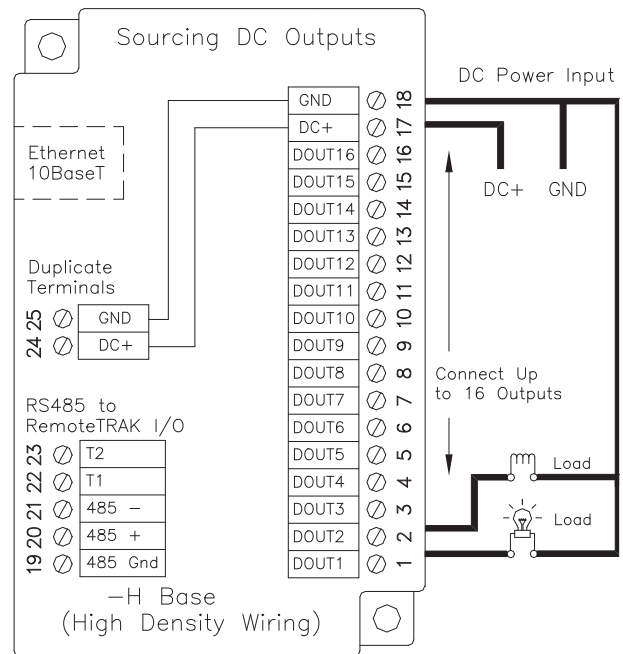 Sourcing DC Outputs
DC Power Input
GND 18
DC+ 17
DOUT16 16
DOUT15 15
DOUT14 14
DOUT13 13
DOUT12 12
DOUT11 11
DOUT10 10
DOUT9 9
DOUT8 8
DOUT7 7
DOUT6 6
DOUT5 5
DOUT4 4
DOUT3 3
DOUT2 2
DOUT1 1
DC+ GND
Connect Up
to 16 Outputs
Load
Load
Ethernet
10BaseT
Duplicate
Terminals
25 GND
24 DC+
RS485 to
RemoteTRAK I/O
23 T2
22 T1
21 485 -
20 485 +
19 485 Gnd
-H Base
(High Density Wiring)